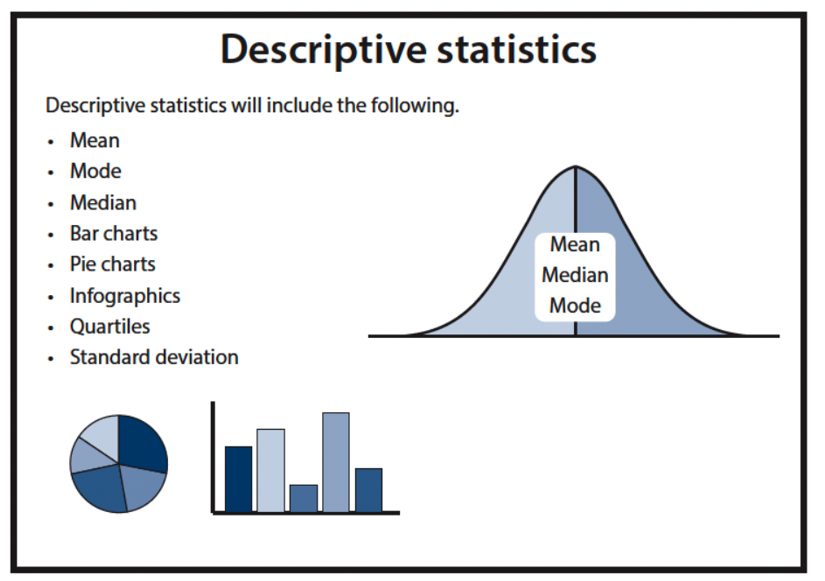 Descriptive statistics
Descriptive statistics will include the following.
• Mean
• Mode
• Median
• Bar charts
• Pie charts
• Infographics
• Quartiles
• Standard deviation
Mean
Median
Mode